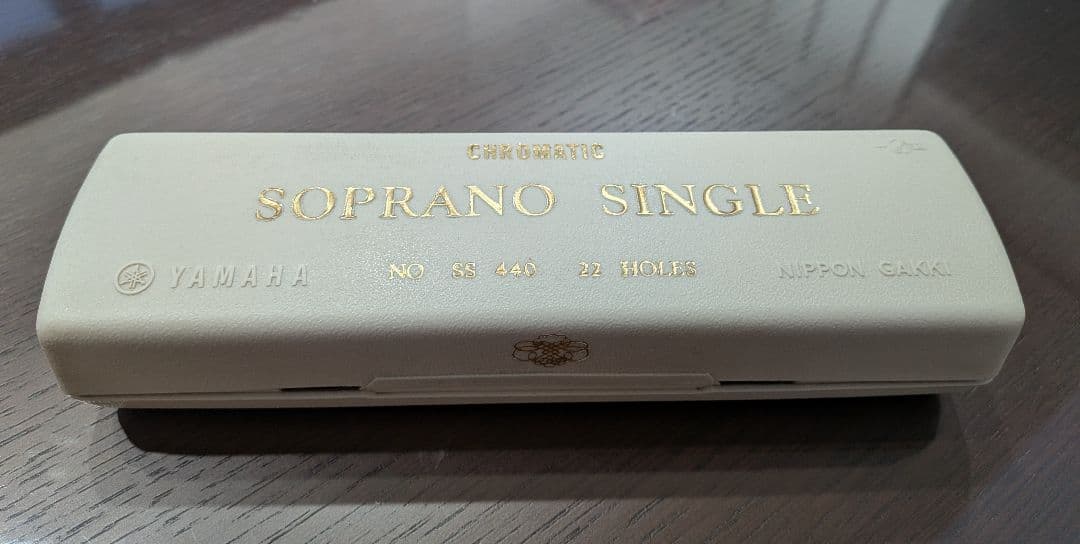 CHROMATIC
SOPRANO SINGLE
YAMAHA NO SS 440 22 HOLES NIPPON GAKKI